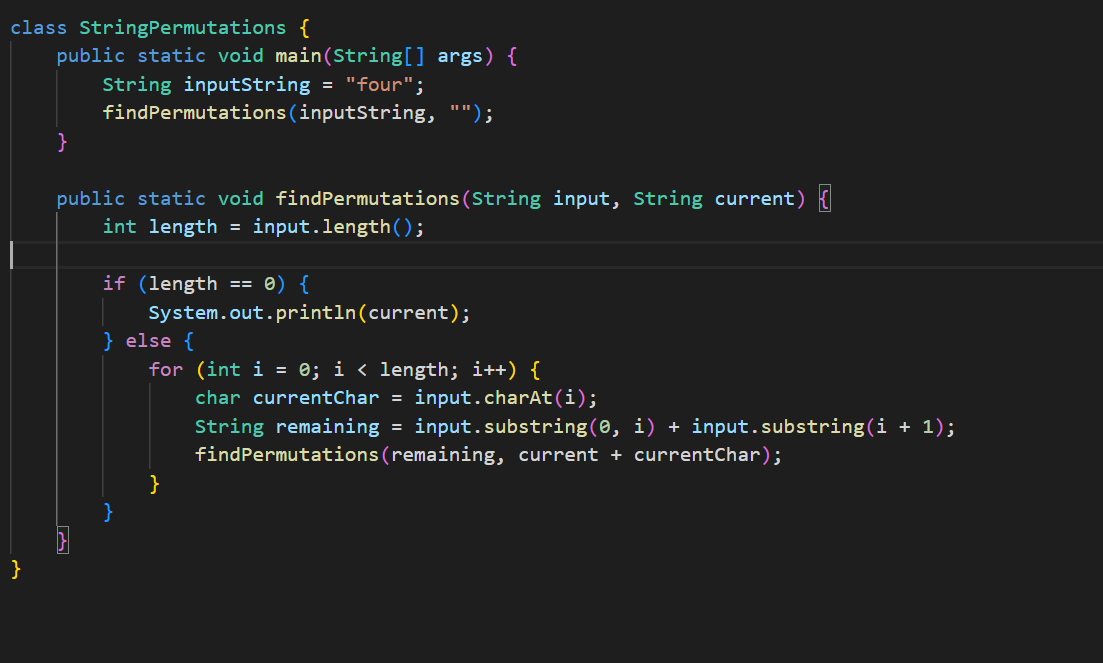 class StringPermutations {
    public static void main(String[] args) {
        String inputString = "four";
        findPermutations(inputString, "");
    }

    public static void findPermutations(String input, String current) {
        int length = input.length();

        if (length == 0) {
            System.out.println(current);
        } else {
            for (int i = 0; i < length; i++) {
                char currentChar = input.charAt(i);
                String remaining = input.substring(0, i) + input.substring(i + 1);
                findPermutations(remaining, current + currentChar);
            }
        }
    }
}